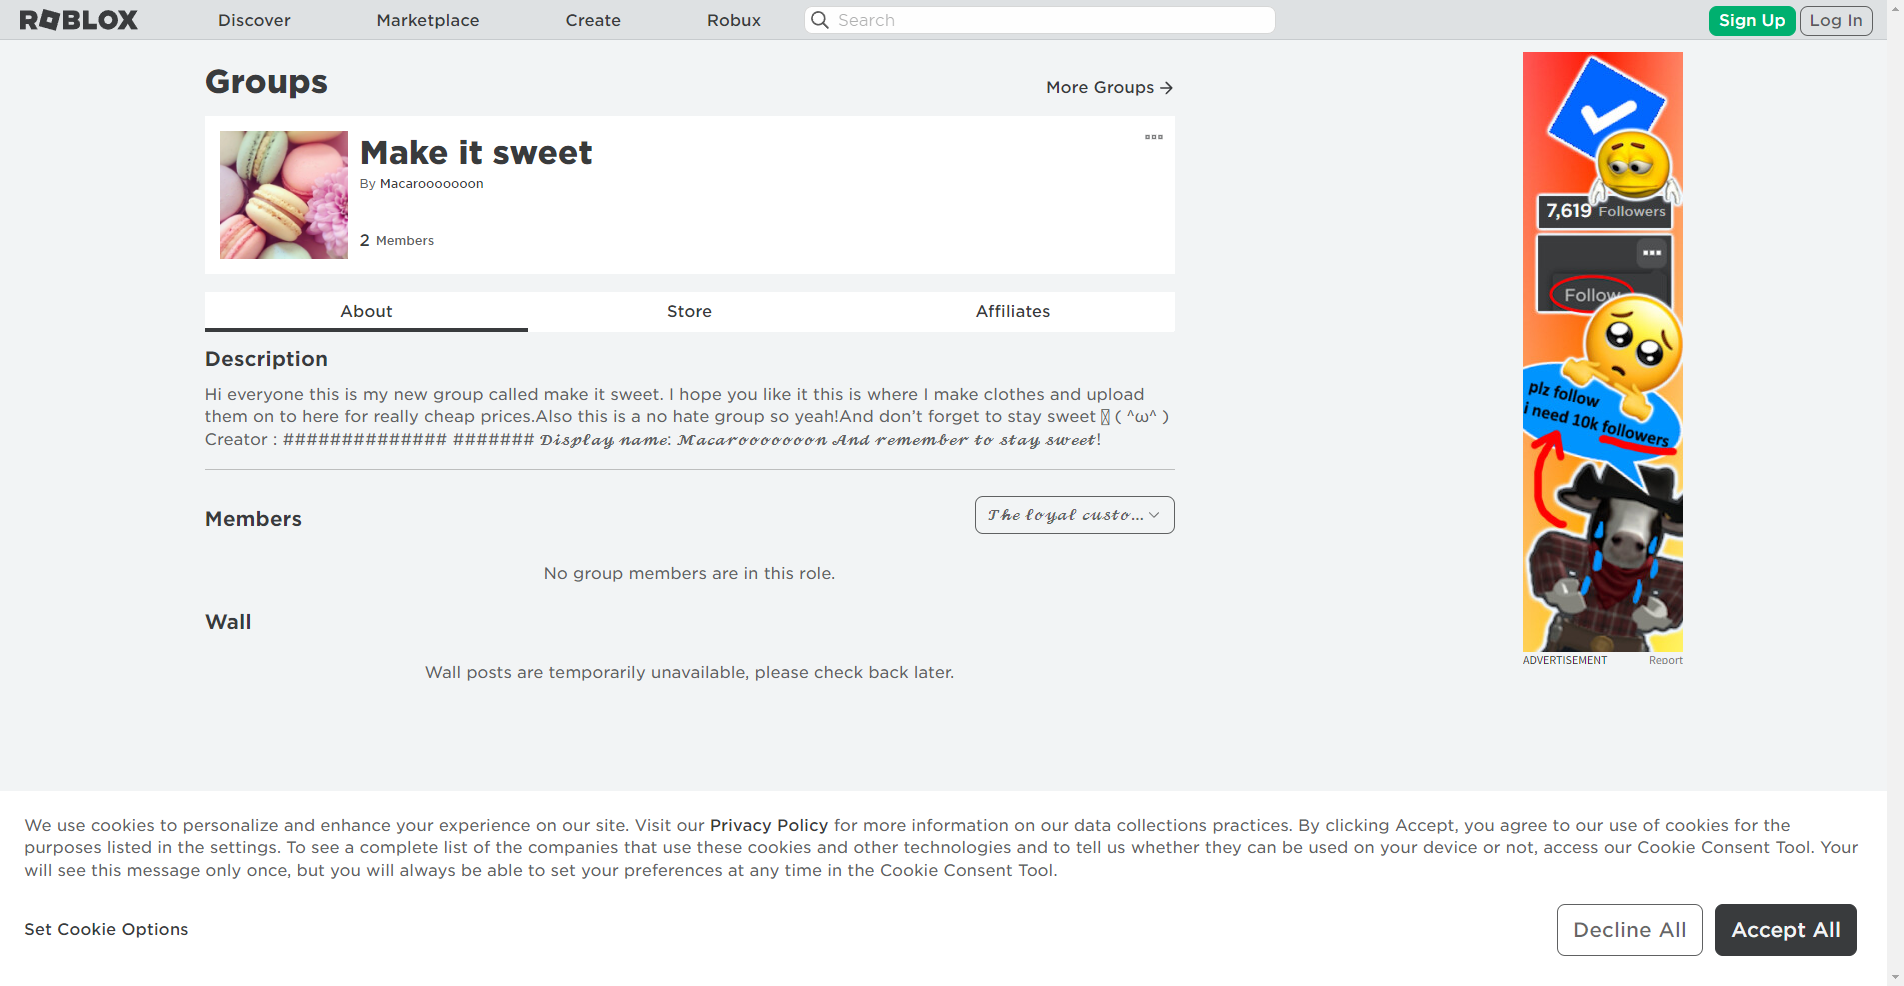 ROBLOX
Discover
Marketplace
Create
Robux
Search
Sign Up
Log In
Groups
More Groups →
Make it sweet
By Macarooooooon
2 Members
About
Store
Affiliates
Description
Hi everyone this is my new group called make it sweet. I hope you like it this is where I make clothes and upload
them on to here for really cheap prices.Also this is a no hate group so yeah!And don’t forget to stay sweet ( ^ω^ )
Creator : ############## ####### 𝓓𝓲𝓼𝓹𝓵𝓪𝔂 𝓷𝓪𝓶𝓮: 𝓜𝓪𝓬𝓪𝓻𝓸𝓸𝓸𝓸𝓸𝓸𝓸𝓷 𝓐𝓷𝓭 𝓻𝓮𝓶𝓮𝓶𝓫𝓮𝓻 𝓽𝓸 𝓼𝓽𝓪𝔂 𝓼𝔀𝓮𝓮𝓽!
Members
𝓣𝓱𝓮 𝓵𝓸𝔂𝓪𝓵 𝓬𝓾𝓼𝓽𝓸...
No group members are in this role.
Wall
Wall posts are temporarily unavailable, please check back later.
7,619 Followers
Follow
plz follow
i need 10k followers
ADVERTISEMENT
Report
We use cookies to personalize and enhance your experience on our site. Visit our Privacy Policy for more information on our data collections practices. By clicking Accept, you agree to our use of cookies for the
purposes listed in the settings. To see a complete list of the companies that use these cookies and other technologies and to tell us whether they can be used on your device or not, access our Cookie Consent Tool. Your
will see this message only once, but you will always be able to set your preferences at any time in the Cookie Consent Tool.
Set Cookie Options
Decline All
Accept All